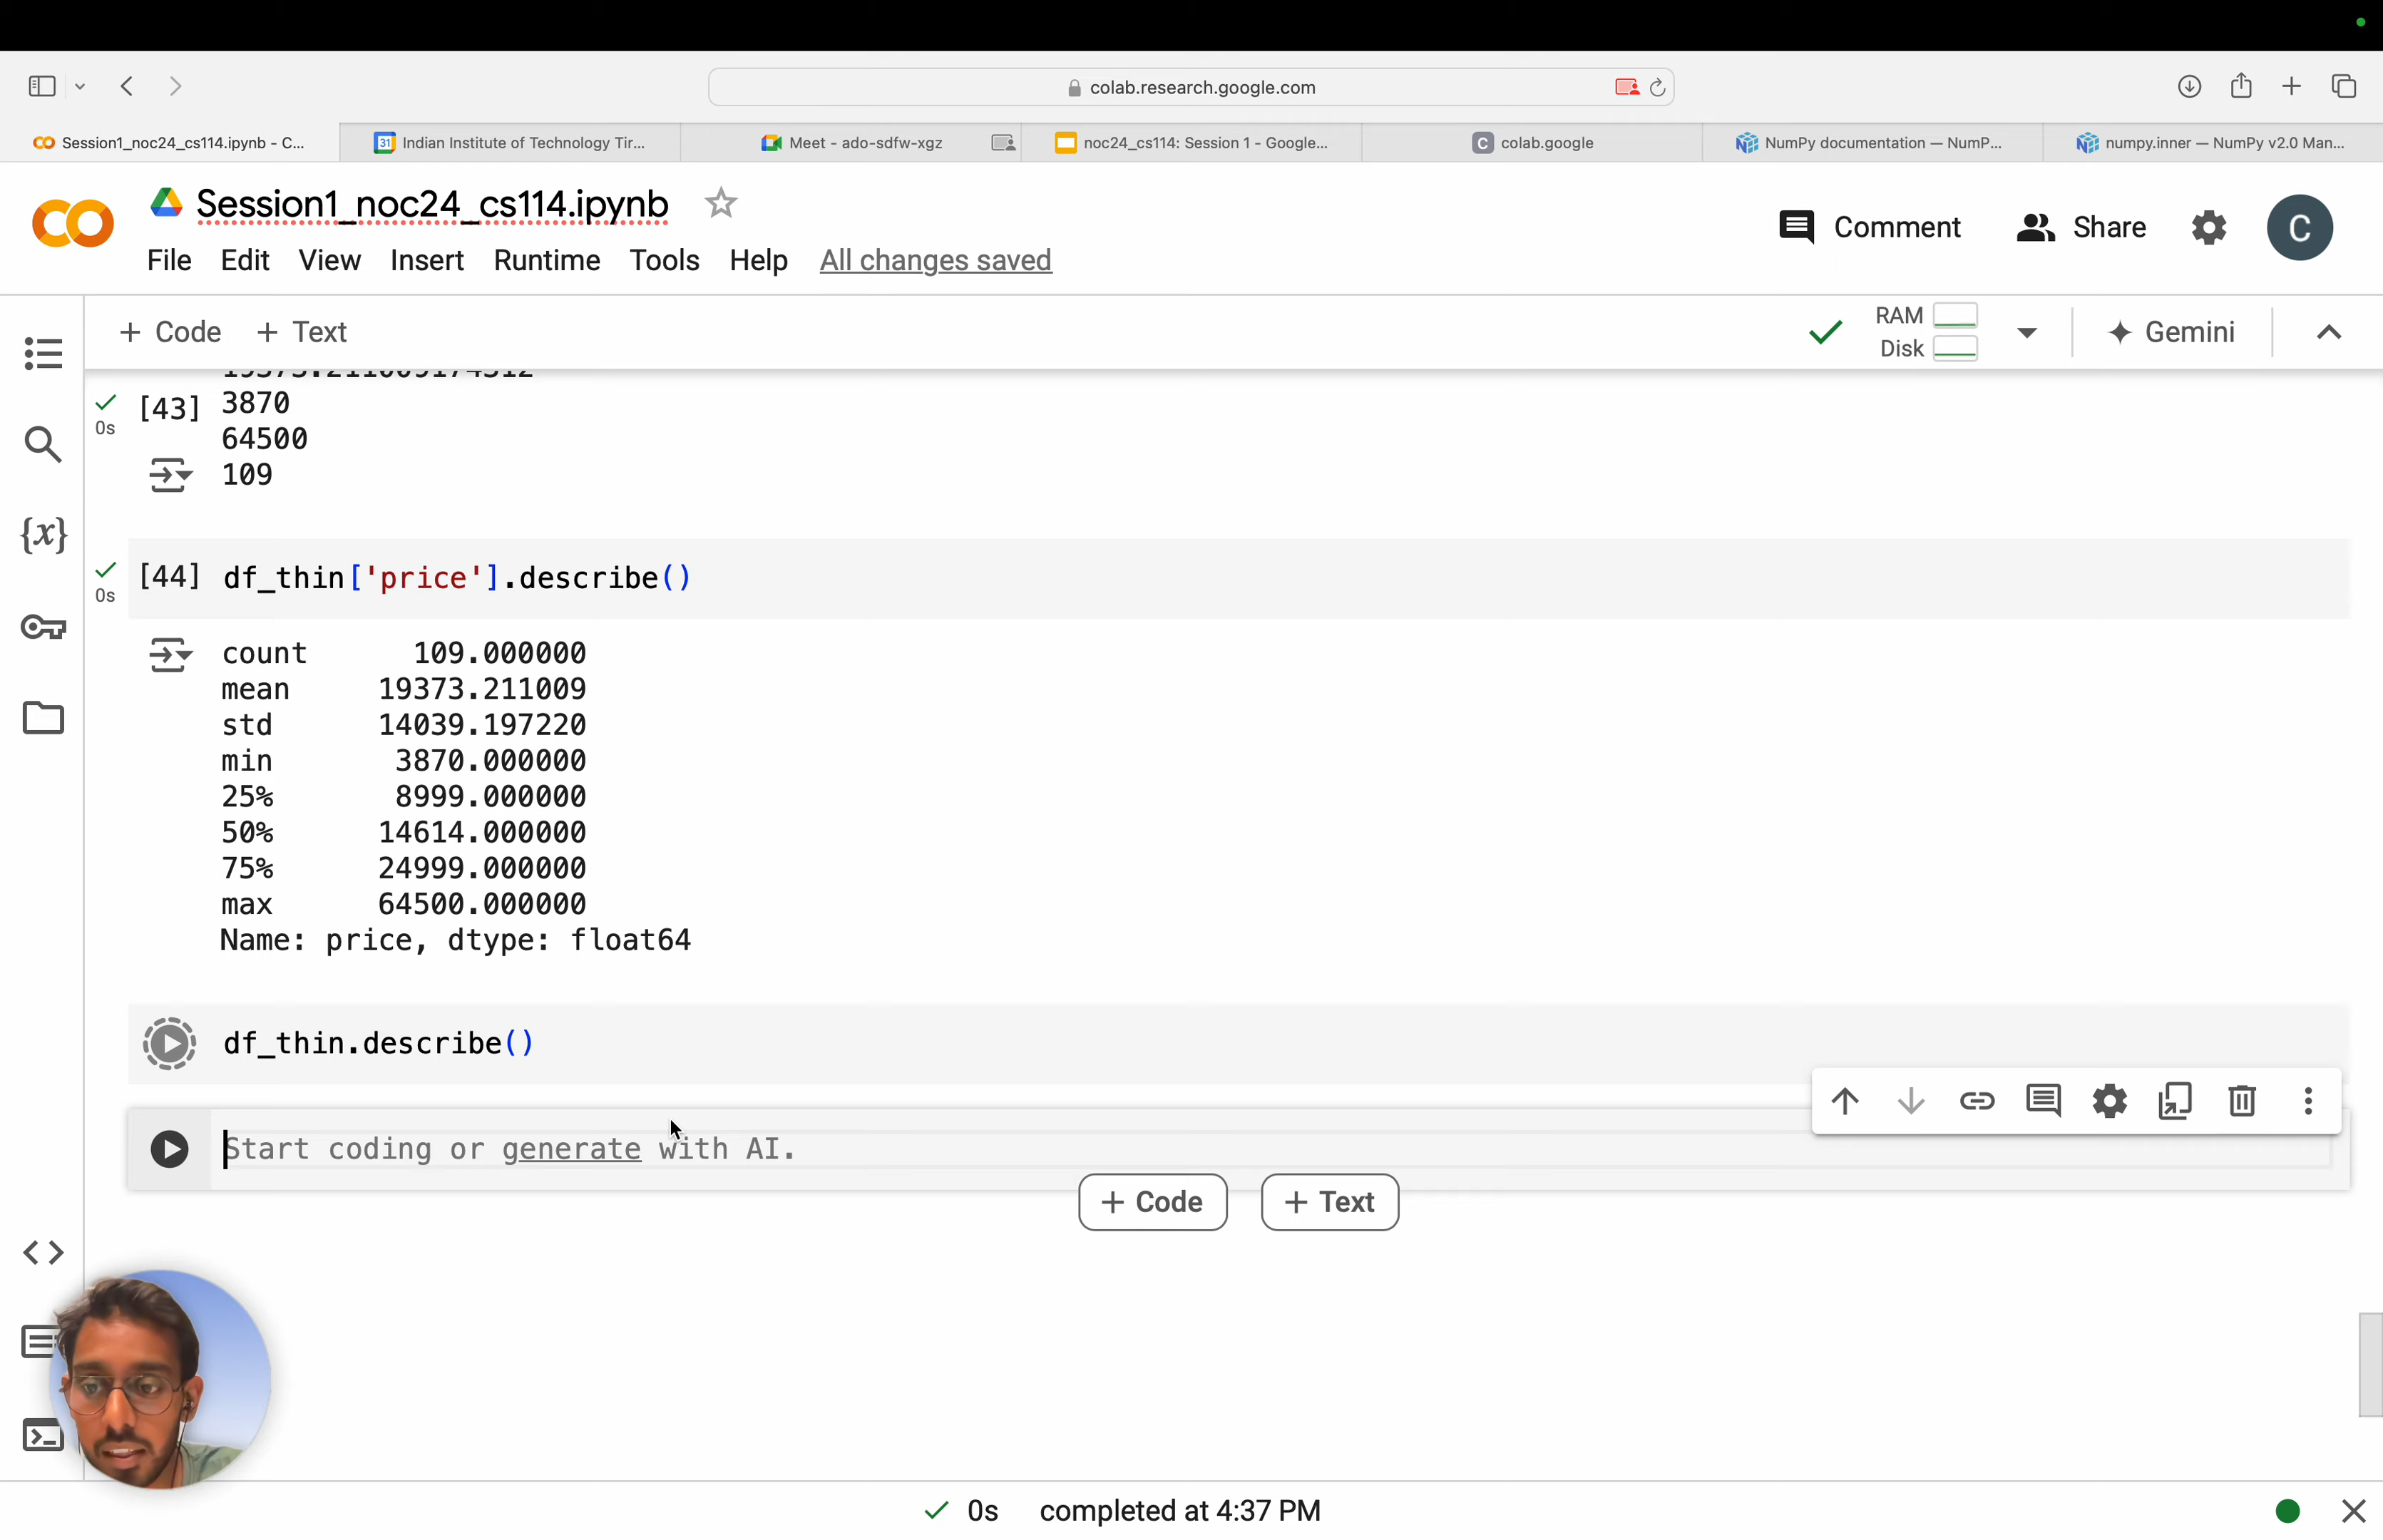 colab.research.google.com
Session1_noc24_cs114.ipynb - C...
31 Indian Institute of Technology Tir...
Meet - ado-sdfw-xgz
noc24_cs114: Session 1 - Google...
C colab.google
NumPy documentation — NumP...
numpy.inner — NumPy v2.0 Man...
Session1_noc24_cs114.ipynb
Comment
Share
C
File Edit View Insert Runtime Tools Help All changes saved
+ Code + Text
RAM
Disk
Gemini
19373.211009174312
[43] 3870
0s
64500
109
[44] df_thin['price'].describe()
0s
count 109.000000
mean 19373.211009
std 14039.197220
min 3870.000000
25% 8999.000000
50% 14614.000000
75% 24999.000000
max 64500.000000
Name: price, dtype: float64
df_thin.describe()
Start coding or generate with AI.
+ Code + Text
0s completed at 4:37 PM